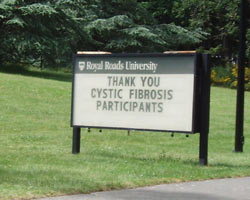 Royal Roads University
THANK YOU
CYSTIC FIBROSIS
PARTICIPANTS